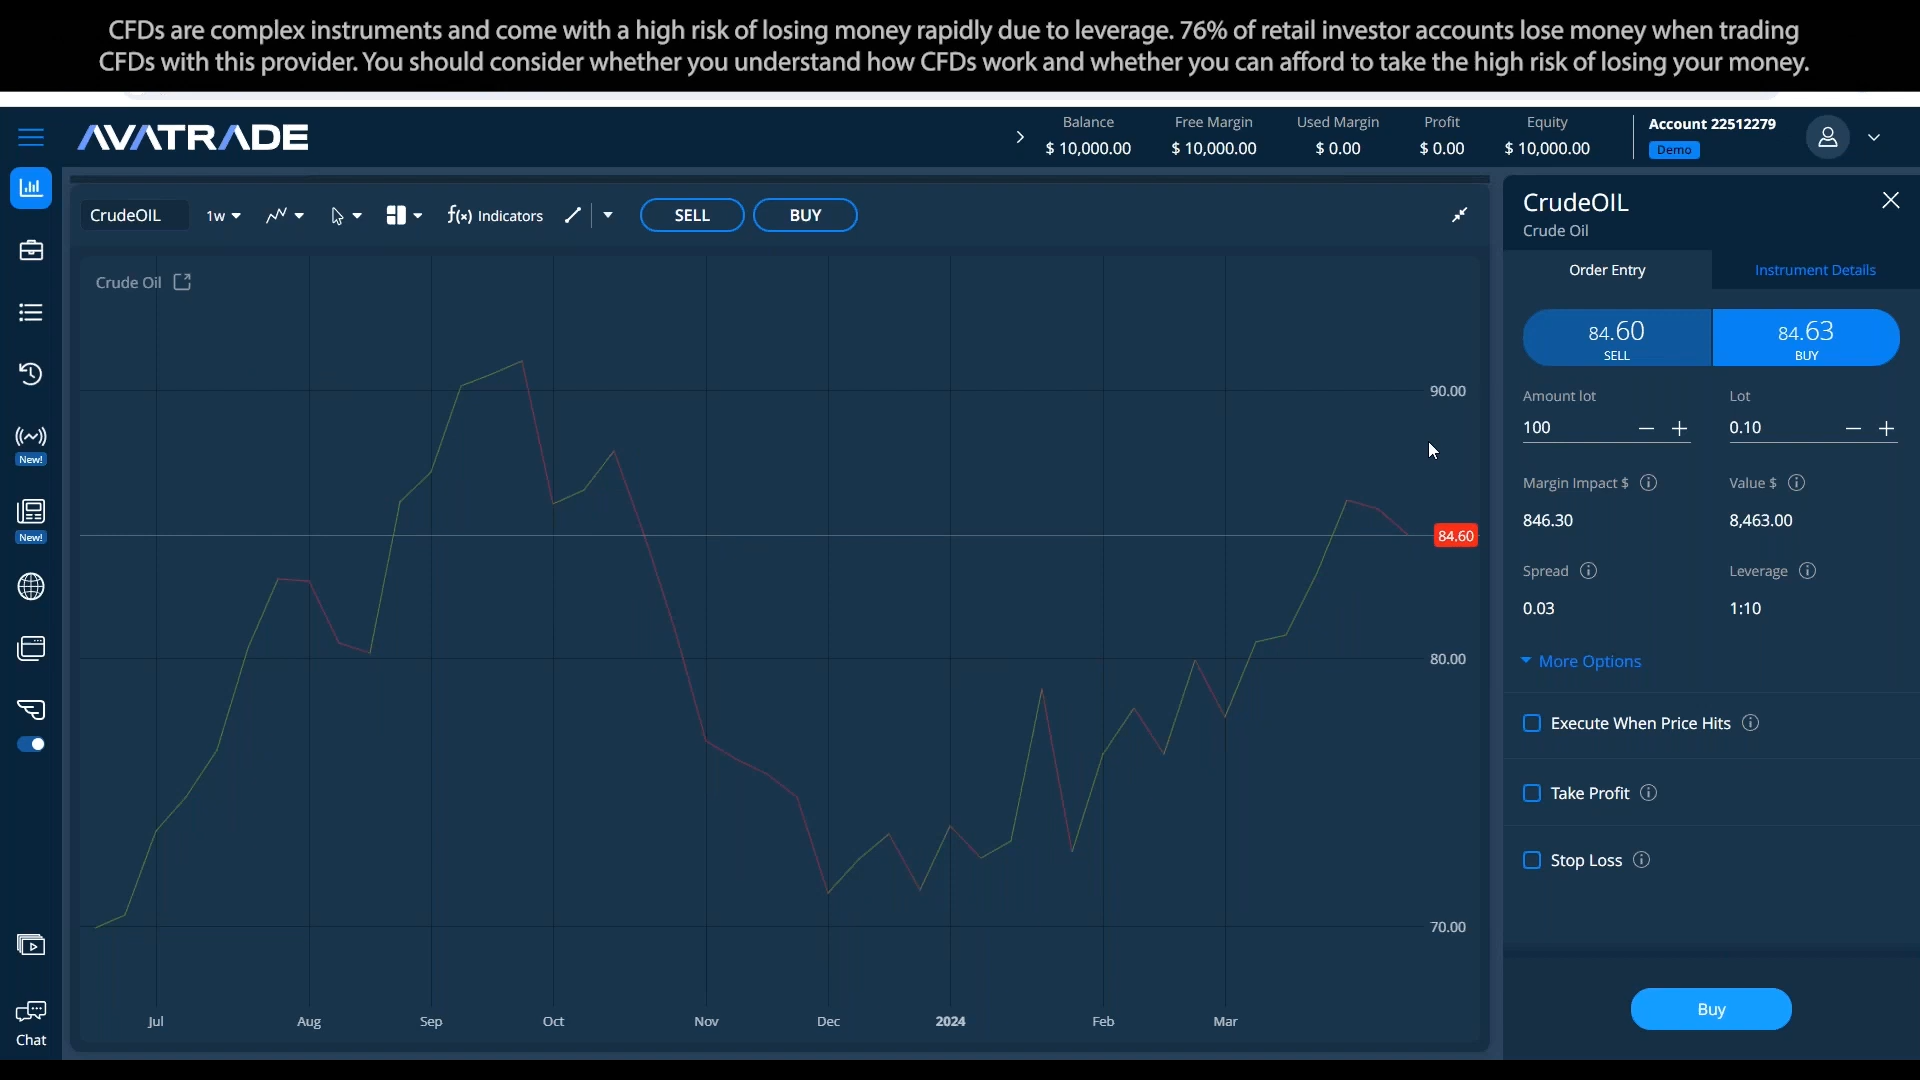 CFDs are complex instruments and come with a high risk of losing money rapidly due to leverage. 76% of retail investor accounts lose money when trading
CFDs with this provider. You should consider whether you understand how CFDs work and whether you can afford to take the high risk of losing your money.
AVATRADE
Balance Free Margin Used Margin Profit Equity
$ 10,000.00 $ 10,000.00 $ 0.00 $ 0.00 $ 10,000.00
Account 22512279
Demo
CrudeOIL 1w f(x) Indicators SELL BUY
Crude Oil
90.00
84.60
80.00
70.00
Jul Aug Sep Oct Nov Dec 2024 Feb Mar
New!
New!
Chat
CrudeOIL
Crude Oil
Order Entry Instrument Details
84.60 84.63
SELL BUY
Amount lot Lot
100 0.10
Margin Impact $ Value $
846.30 8,463.00
Spread Leverage
0.03 1:10
More Options
Execute When Price Hits
Take Profit
Stop Loss
Buy